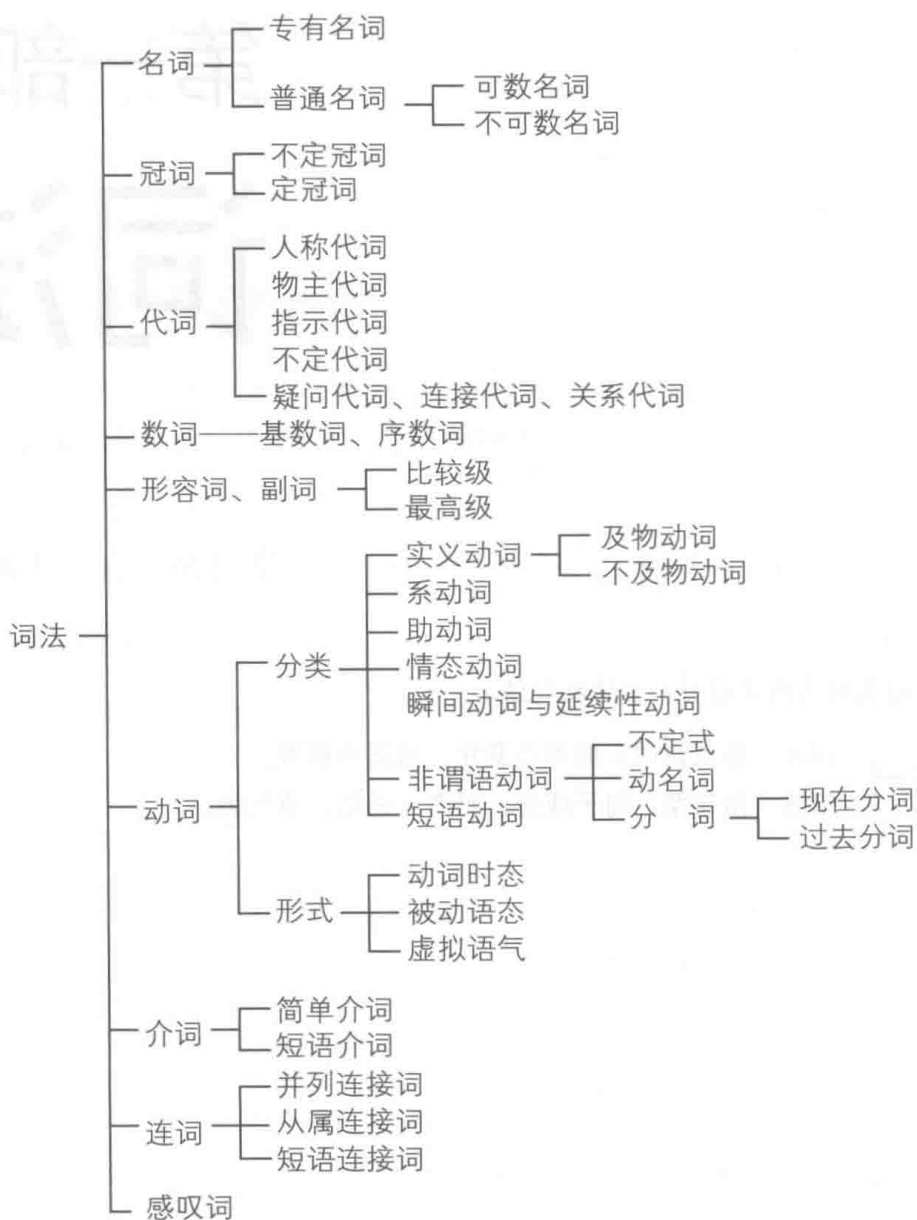 专有名词
名词
普通名词
可数名词
不可数名词
不定冠词
冠词
定冠词
人称代词
物主代词
指示代词
代词
不定代词
疑问代词、连接代词、关系代词
数词——基数词、序数词
形容词、副词
比较级
最高级
实义动词
及物动词
不及物动词
系动词
词法
助动词
分类
情态动词
瞬间动词与延续性动词
不定式
非谓语动词
动名词
动词
短语动词
分 词
现在分词
过去分词
动词时态
形式
被动语态
虚拟语气
简单介词
介词
短语介词
并列连接词
连词
从属连接词
短语连接词
感叹词